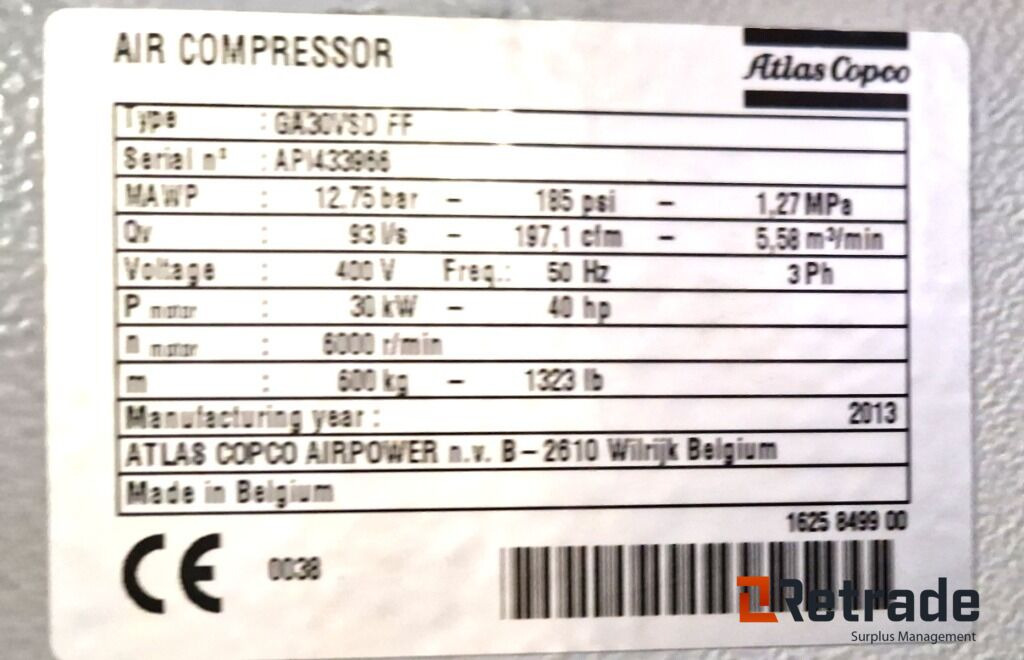 AIR COMPRESSOR
Atlas Copco
Type : GA30VSD FF
Serial n° : API433966
MAWP : 12,75 bar – 185 psi – 1,27 MPa
Qv : 93 l/s – 197,1 cfm – 5,58 m³/min
Voltage : 400 V Freq.: 50 Hz 3 Ph
P motor : 30 kW – 40 hp
n motor : 6000 r/min
m : 600 kg – 1323 lb
Manufacturing year : 2013
ATLAS COPCO AIRPOWER n.v. B – 2610 Wilrijk Belgium
Made in Belgium
1625 8499 00
CE 0038
Retrade
Surplus Management